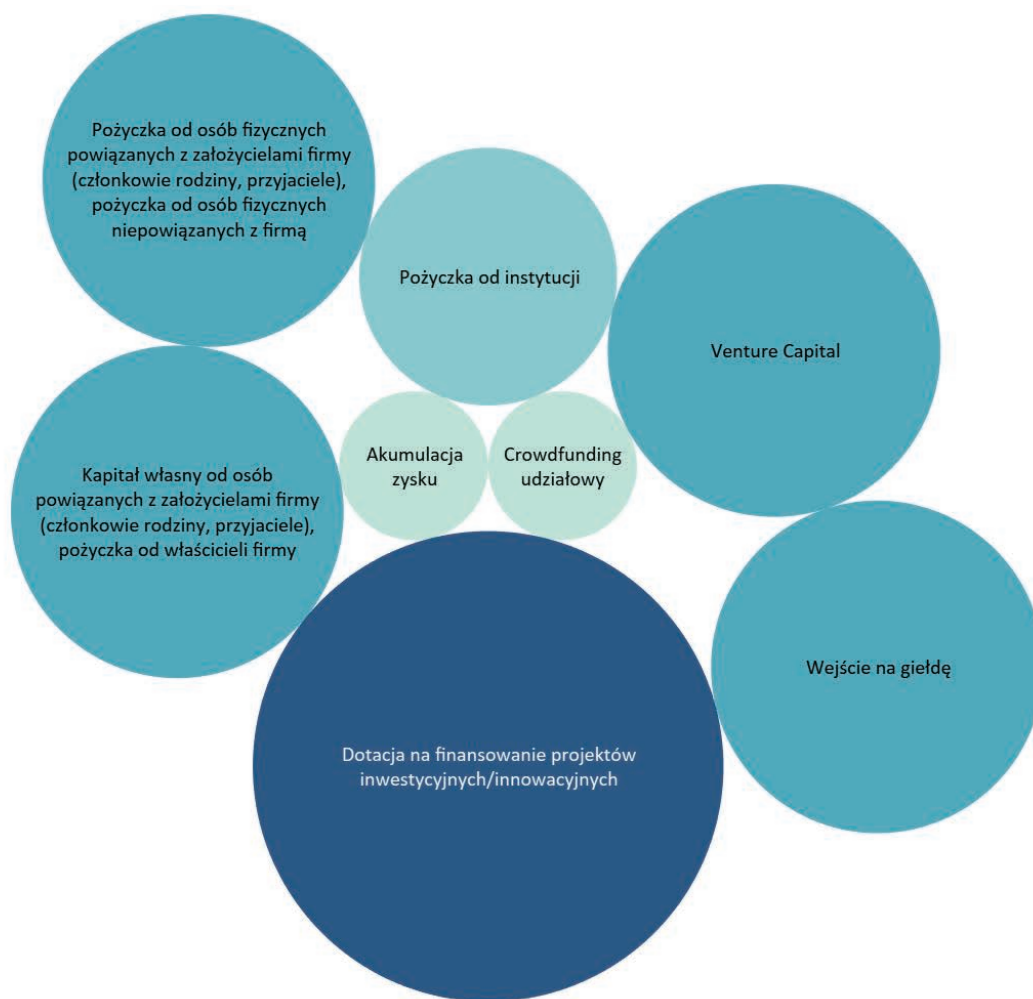 Pożyczka od osób fizycznych
powiązanych z założycielami firmy
(członkowie rodziny, przyjaciele),
pożyczka od osób fizycznych
niepowiązanych z firmą
Pożyczka od instytucji
Venture Capital
Akumulacja
zysku
Crowdfunding
udziałowy
Kapitał własny od osób
powiązanych z założycielami firmy
(członkowie rodziny, przyjaciele),
pożyczka od właścicieli firmy
Wejście na giełdę
Dotacja na finansowanie projektów
inwestycyjnych/innowacyjnych